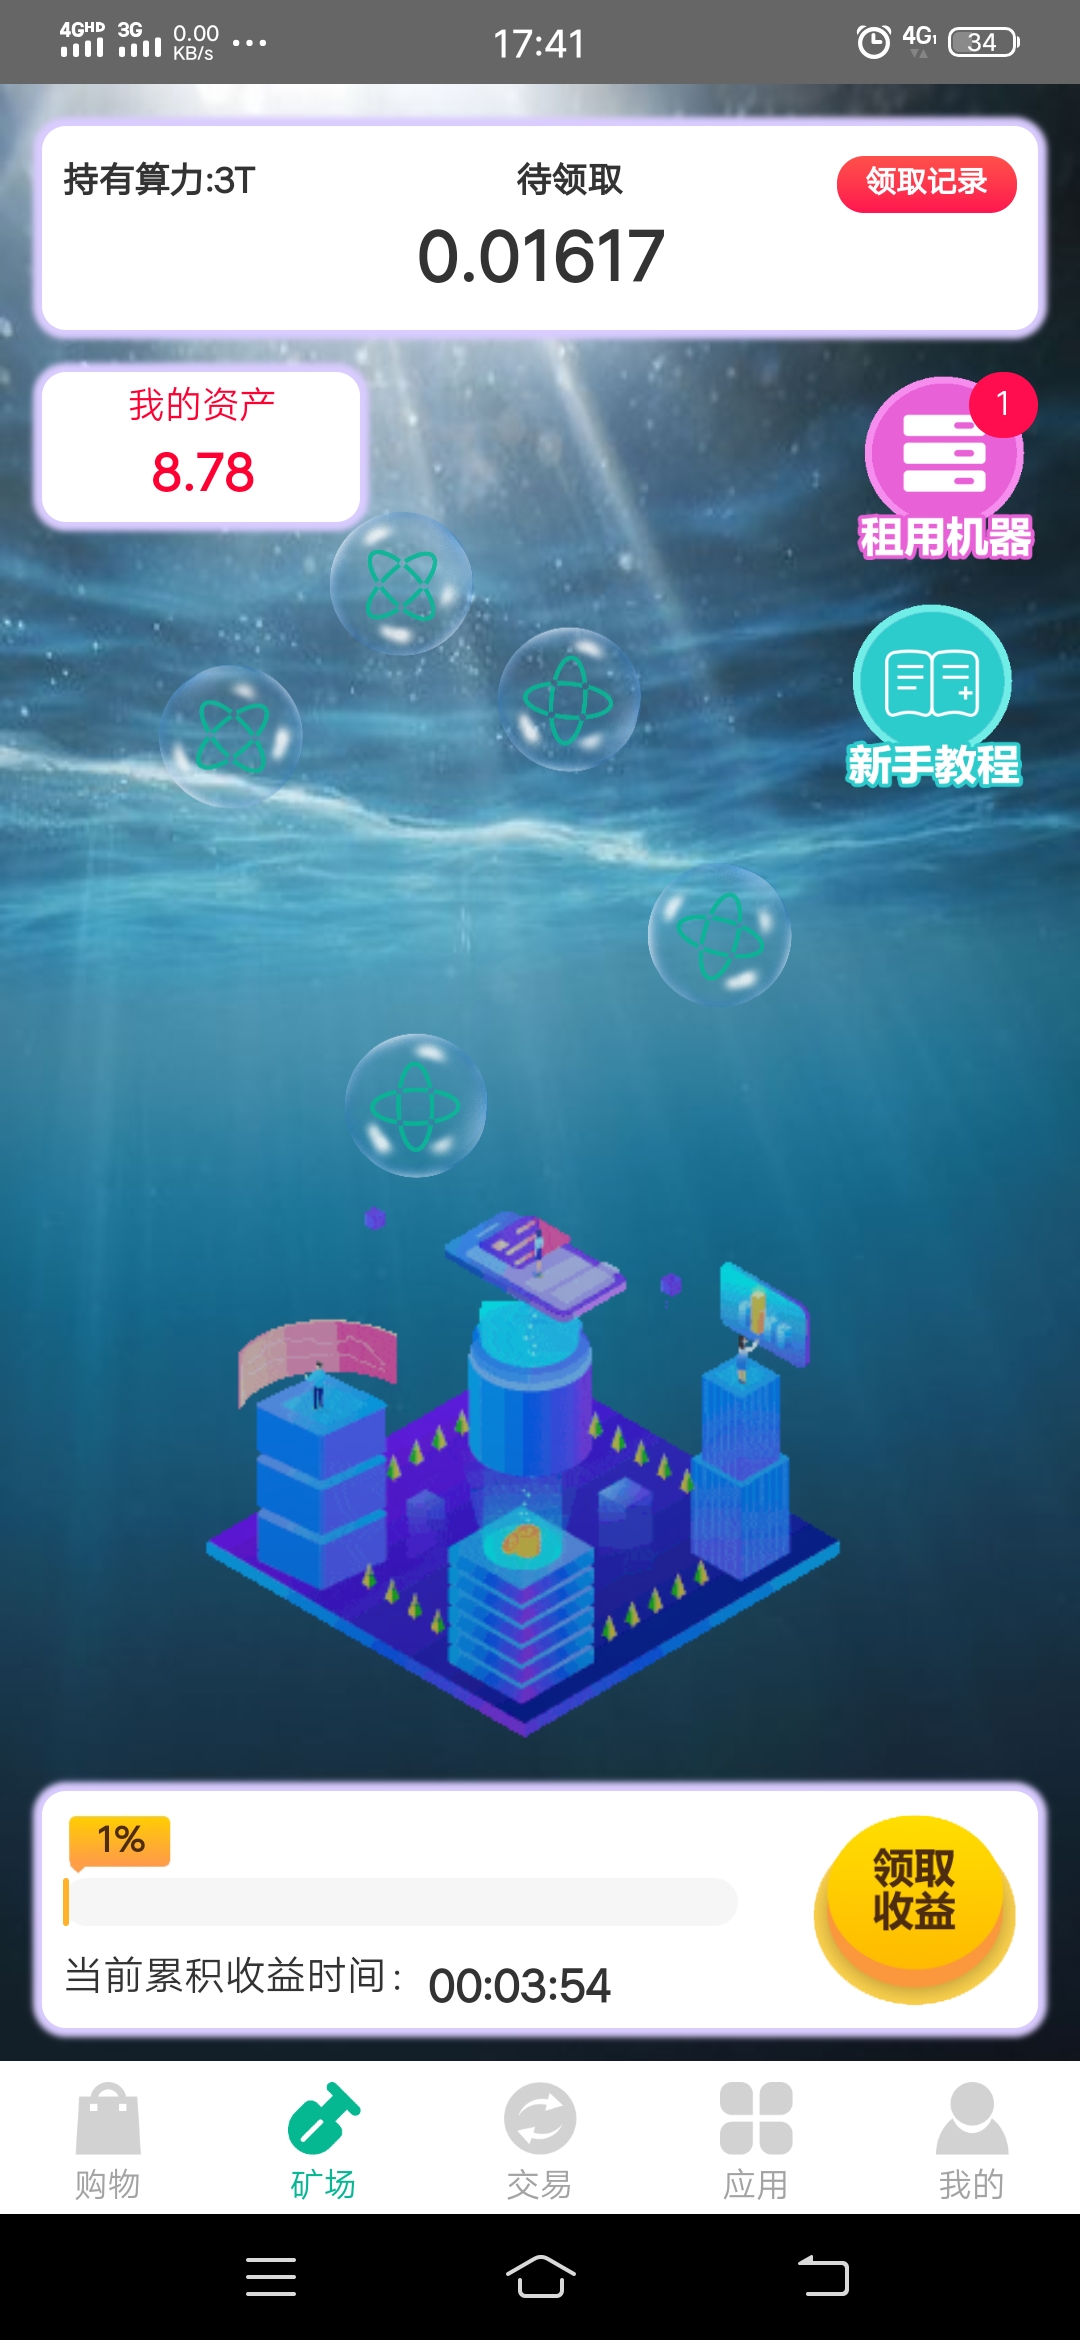 4GHD 3G 0.00 KB/s ... 17:41 4G 34
持有算力:3T 待领取 领取记录
0.01617
我的资产
8.78
1
租用机器
新手教程
1%
领取
收益
当前累积收益时间: 00:03:54
购物 矿场 交易 应用 我的